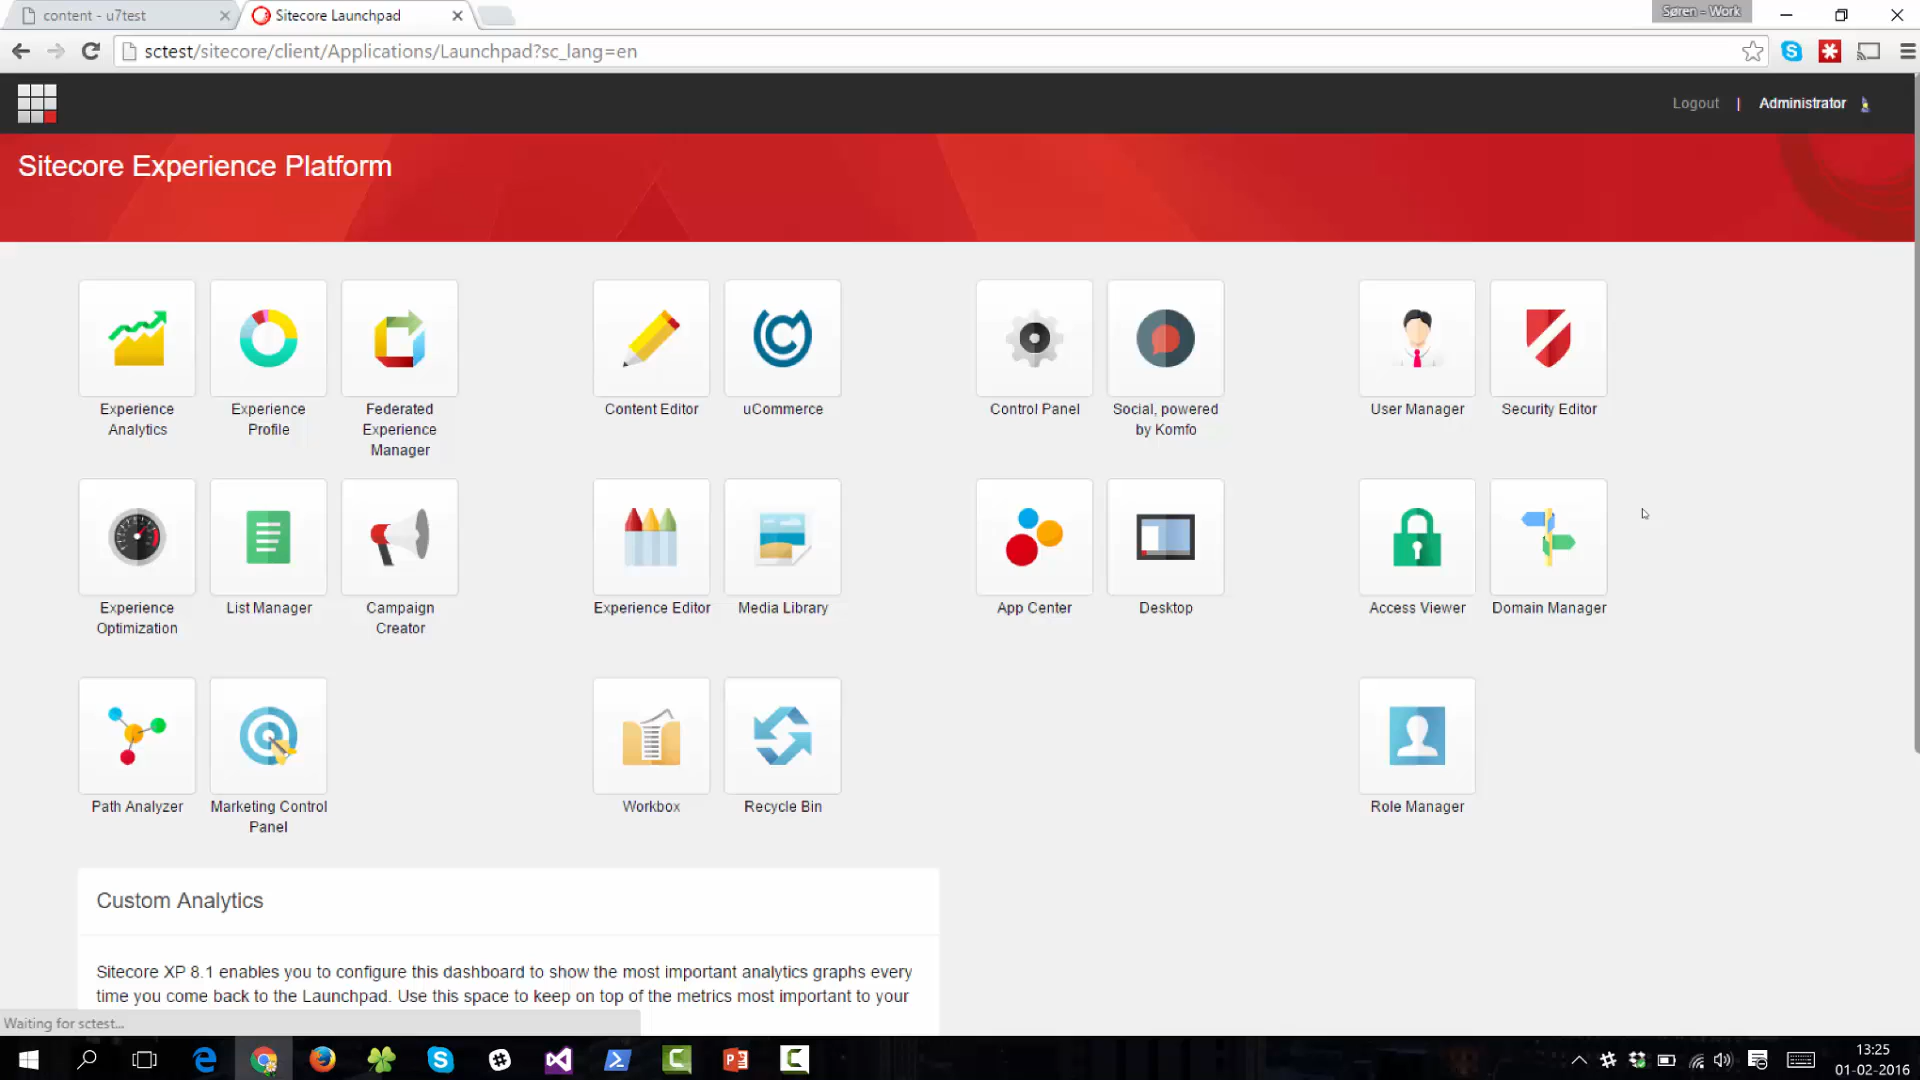 content - u7test
Sitecore Launchpad
Søren - Work
sctest/sitecore/client/Applications/Launchpad?sc_lang=en
Logout | Administrator
Sitecore Experience Platform
Experience
Analytics
Experience
Profile
Federated
Experience
Manager
Content Editor
uCommerce
Control Panel
Social, powered
by Komfo
User Manager
Security Editor
Experience
Optimization
List Manager
Campaign
Creator
Experience Editor
Media Library
App Center
Desktop
Access Viewer
Domain Manager
Path Analyzer
Marketing Control
Panel
Workbox
Recycle Bin
Role Manager
Custom Analytics
Sitecore XP 8.1 enables you to configure this dashboard to show the most important analytics graphs every
time you come back to the Launchpad. Use this space to keep on top of the metrics most important to your
Waiting for sctest...
13:25
01-02-2016